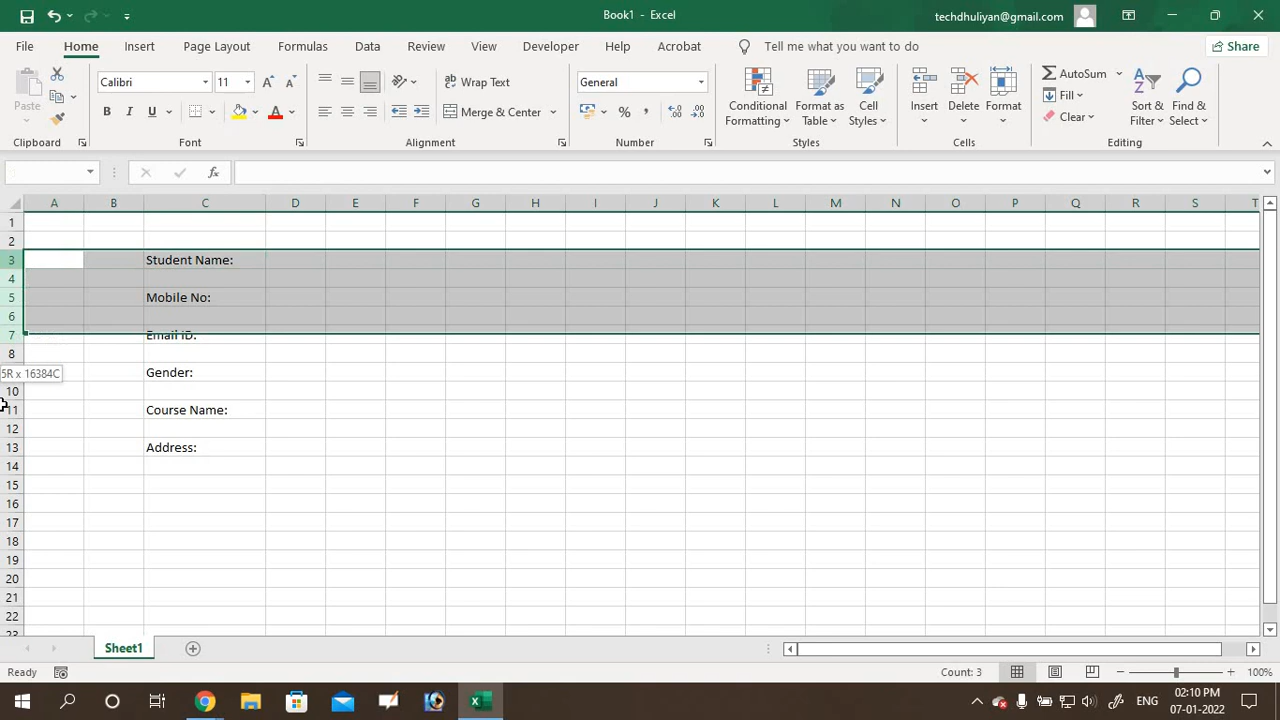 Book1 - Excel
techdhuliyan@gmail.com
File Home Insert Page Layout Formulas Data Review View Developer Help Acrobat Tell me what you want to do Share
Paste
Clipboard
Calibri 11
B I U
Font
Wrap Text
Merge & Center
Alignment
General
%
Number
Conditional Formatting
Format as Table
Cell Styles
Styles
Insert Delete Format
Cells
AutoSum
Fill
Clear
Sort & Filter
Find & Select
Editing
fx
A B C D E F G H I J K L M N O P Q R S T
1
2
3 Student Name:
4
5 Mobile No:
6
7 Email ID:
8
5R x 16384C Gender:
10
11 Course Name:
12
13 Address:
14
15
16
17
18
19
20
21
22
23
Sheet1
Ready Count: 3 100%
ENG 02:10 PM
07-01-2022